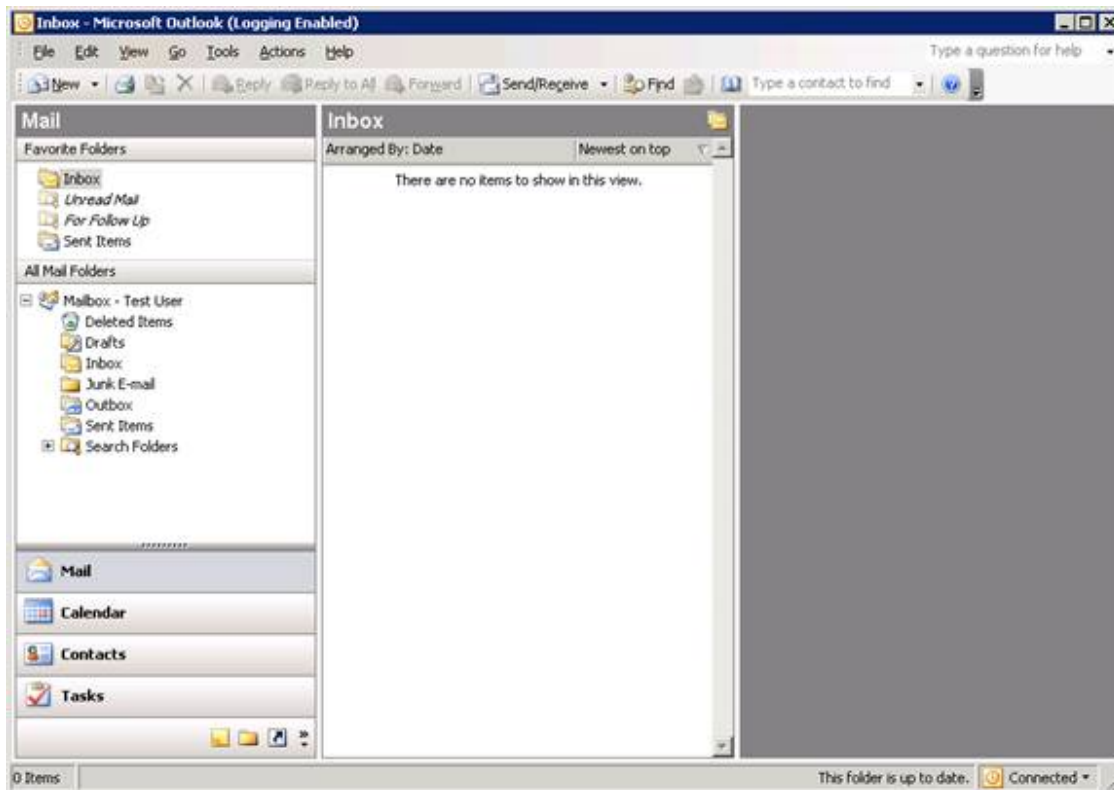 Inbox - Microsoft Outlook (Logging Enabled)
File Edit View Go Tools Actions Help Type a question for help
New Reply Reply to All Forward Send/Receive Find Type a contact to find
Mail
Favorite Folders
Inbox
Unread Mail
For Follow Up
Sent Items
All Mail Folders
Mailbox - Test User
Deleted Items
Drafts
Inbox
Junk E-mail
Outbox
Sent Items
Search Folders
Mail
Calendar
Contacts
Tasks
Inbox
Arranged By: Date Newest on top
There are no items to show in this view.
0 Items This folder is up to date. Connected